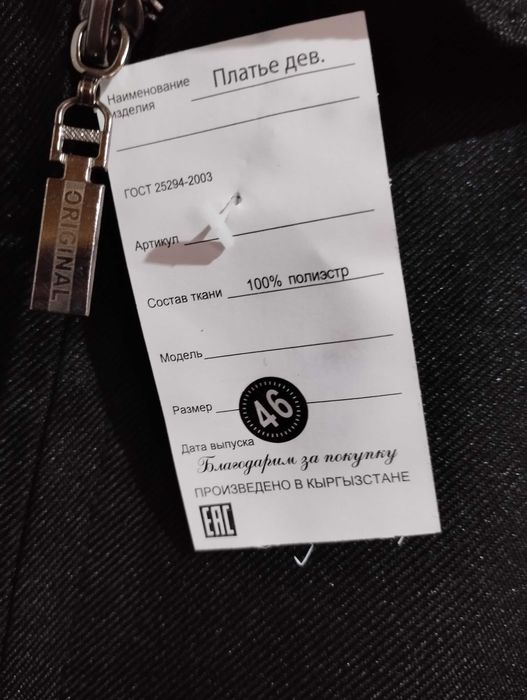 Наименование изделия Платье дев.
ГОСТ 25294-2003
Артикул
Состав ткани 100% полиэстр
Модель
Размер 46
Дата выпуска
Благодарим за покупку
ПРОИЗВЕДЕНО В КЫРГЫЗСТАНЕ
EAC
ORIGINAL